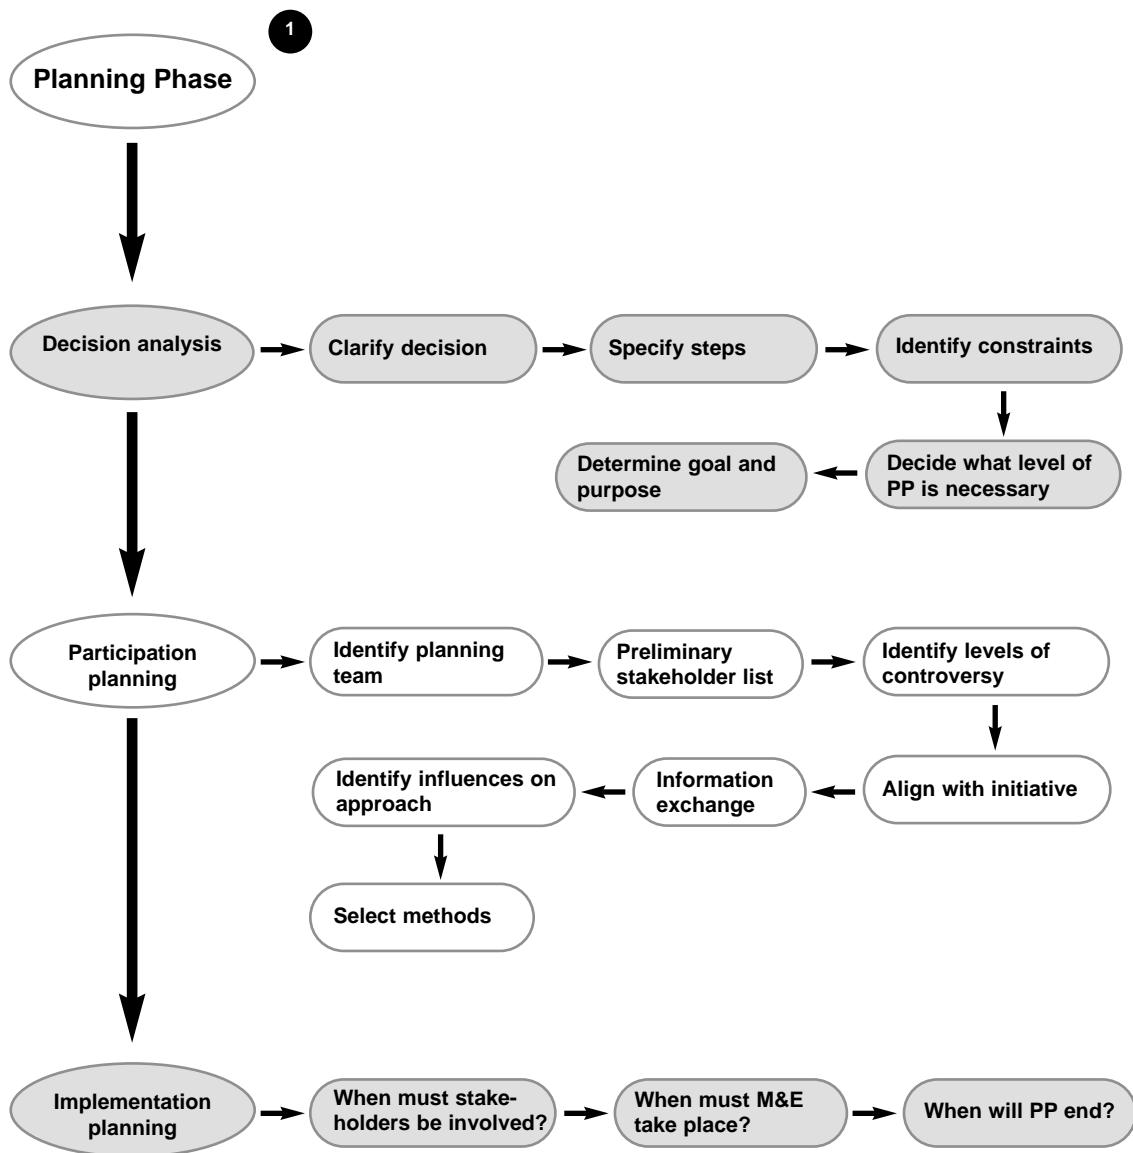 1
Planning Phase
Decision analysis
Clarify decision
Specify steps
Identify constraints
Decide what level of
PP is necessary
Determine goal and
purpose
Participation
planning
Identify planning
team
Preliminary
stakeholder list
Identify levels of
controversy
Align with initiative
Information
exchange
Identify influences on
approach
Select methods
Implementation
planning
When must stake-
holders be involved?
When must M&E
take place?
When will PP end?